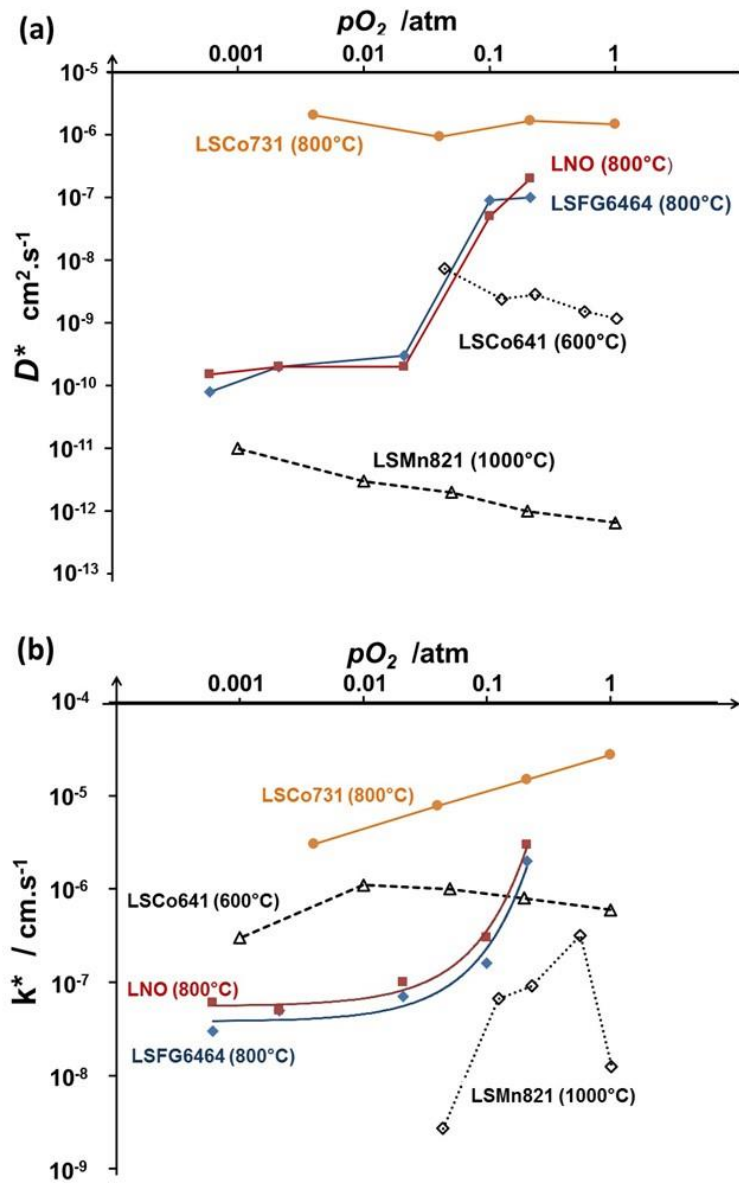 (a)
pO₂ /atm
0.001 0.01 0.1 1
10⁻⁵
10⁻⁶
10⁻⁷
10⁻⁸
10⁻⁹
10⁻¹⁰
10⁻¹¹
10⁻¹²
10⁻¹³
D* cm².s⁻¹
LSCo731 (800°C)
LNO (800°C)
LSFG6464 (800°C)
LSCo641 (600°C)
LSMn821 (1000°C)
(b)
pO₂ /atm
0.001 0.01 0.1 1
10⁻⁴
10⁻⁵
10⁻⁶
10⁻⁷
10⁻⁸
10⁻⁹
k* / cm.s⁻¹
LSCo731 (800°C)
LSCo641 (600°C)
LNO (800°C)
LSFG6464 (800°C)
LSMn821 (1000°C)